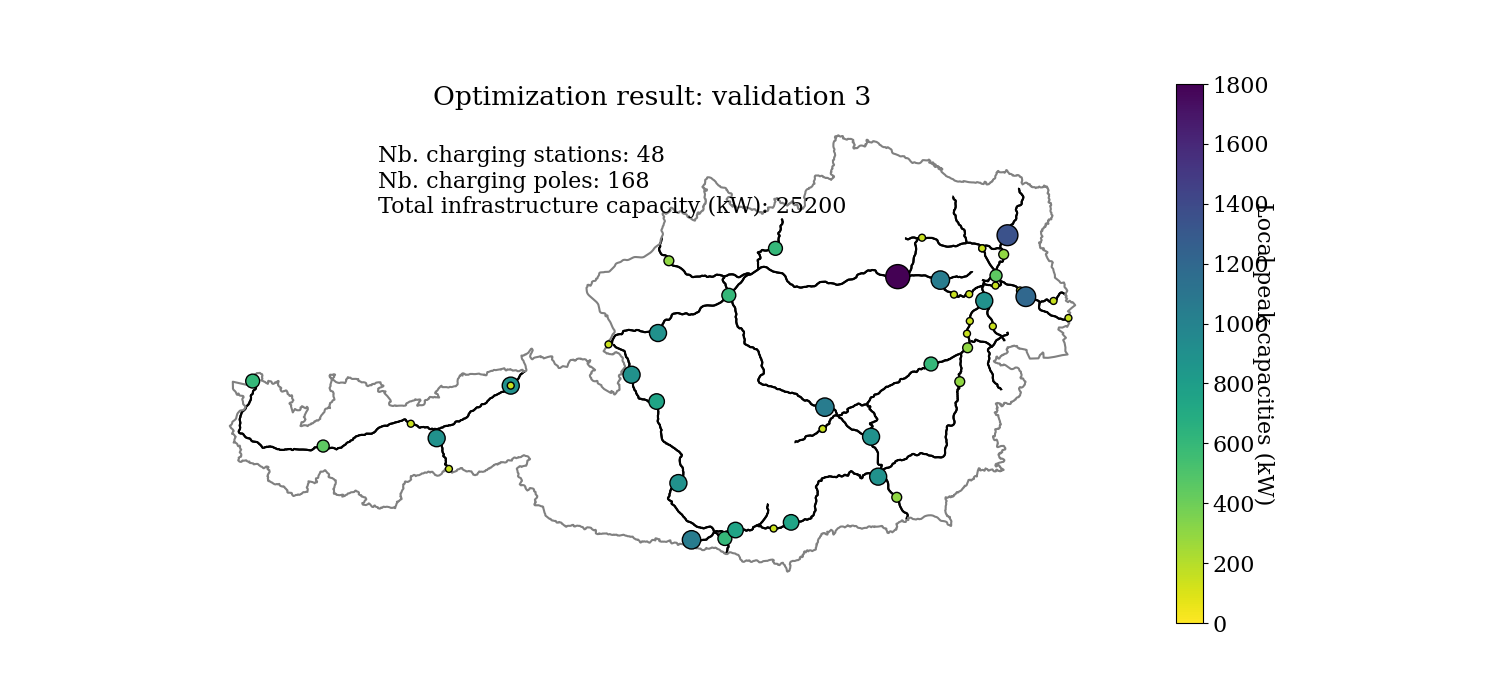 Optimization result: validation 3
Nb. charging stations: 48
Nb. charging poles: 168
Total infrastructure capacity (kW): 25200
1800
1600
1400
1200
1000
800
600
400
200
0
Local peak capacities (kW)